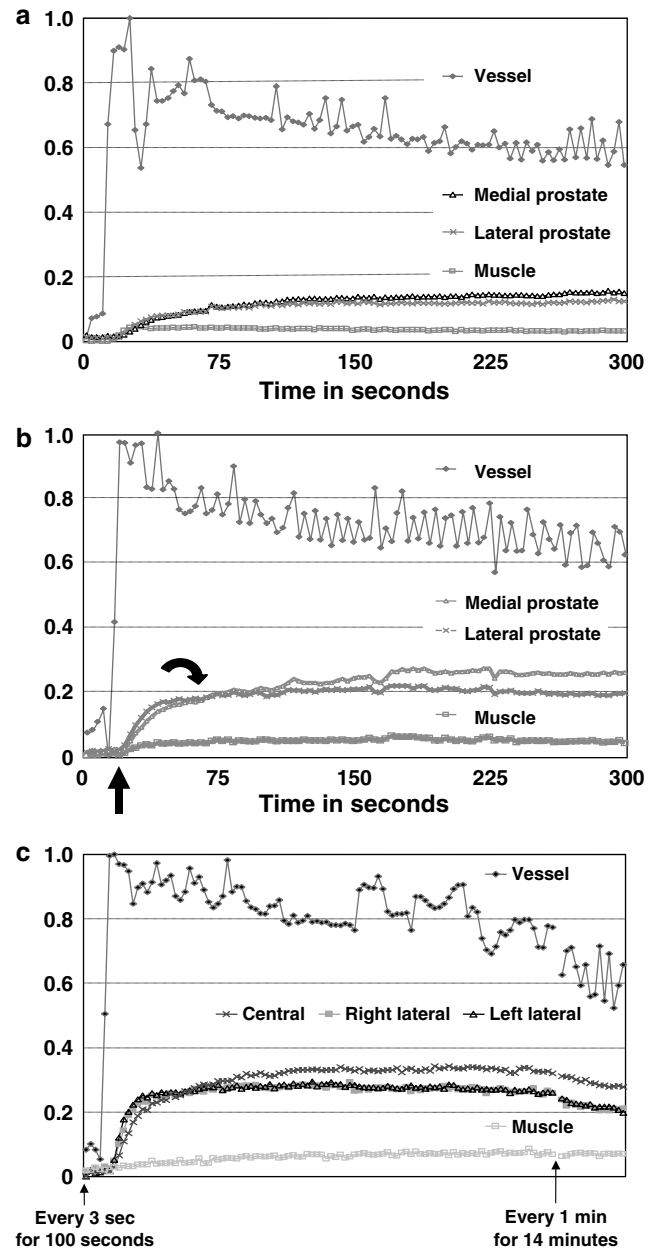 a
1.0
0.8
0.6
0.4
0.2
0
Vessel
Medial prostate
Lateral prostate
Muscle
0 75 150 225 300
Time in seconds
b
1.0
0.8
0.6
0.4
0.2
0
Vessel
Medial prostate
Lateral prostate
Muscle
0 75 150 225 300
Time in seconds
c
1.0
0.8
0.6
0.4
0.2
0
Vessel
Central Right lateral Left lateral
Muscle
Every 3 sec
for 100 seconds
Every 1 min
for 14 minutes